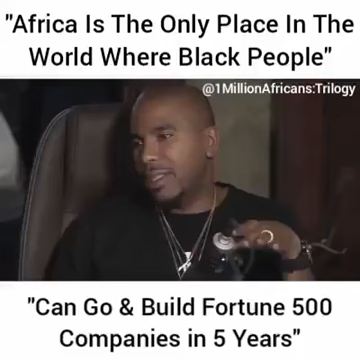 "Africa Is The Only Place In The
World Where Black People"
@1MillionAfricans:Trilogy
"Can Go & Build Fortune 500
Companies in 5 Years"